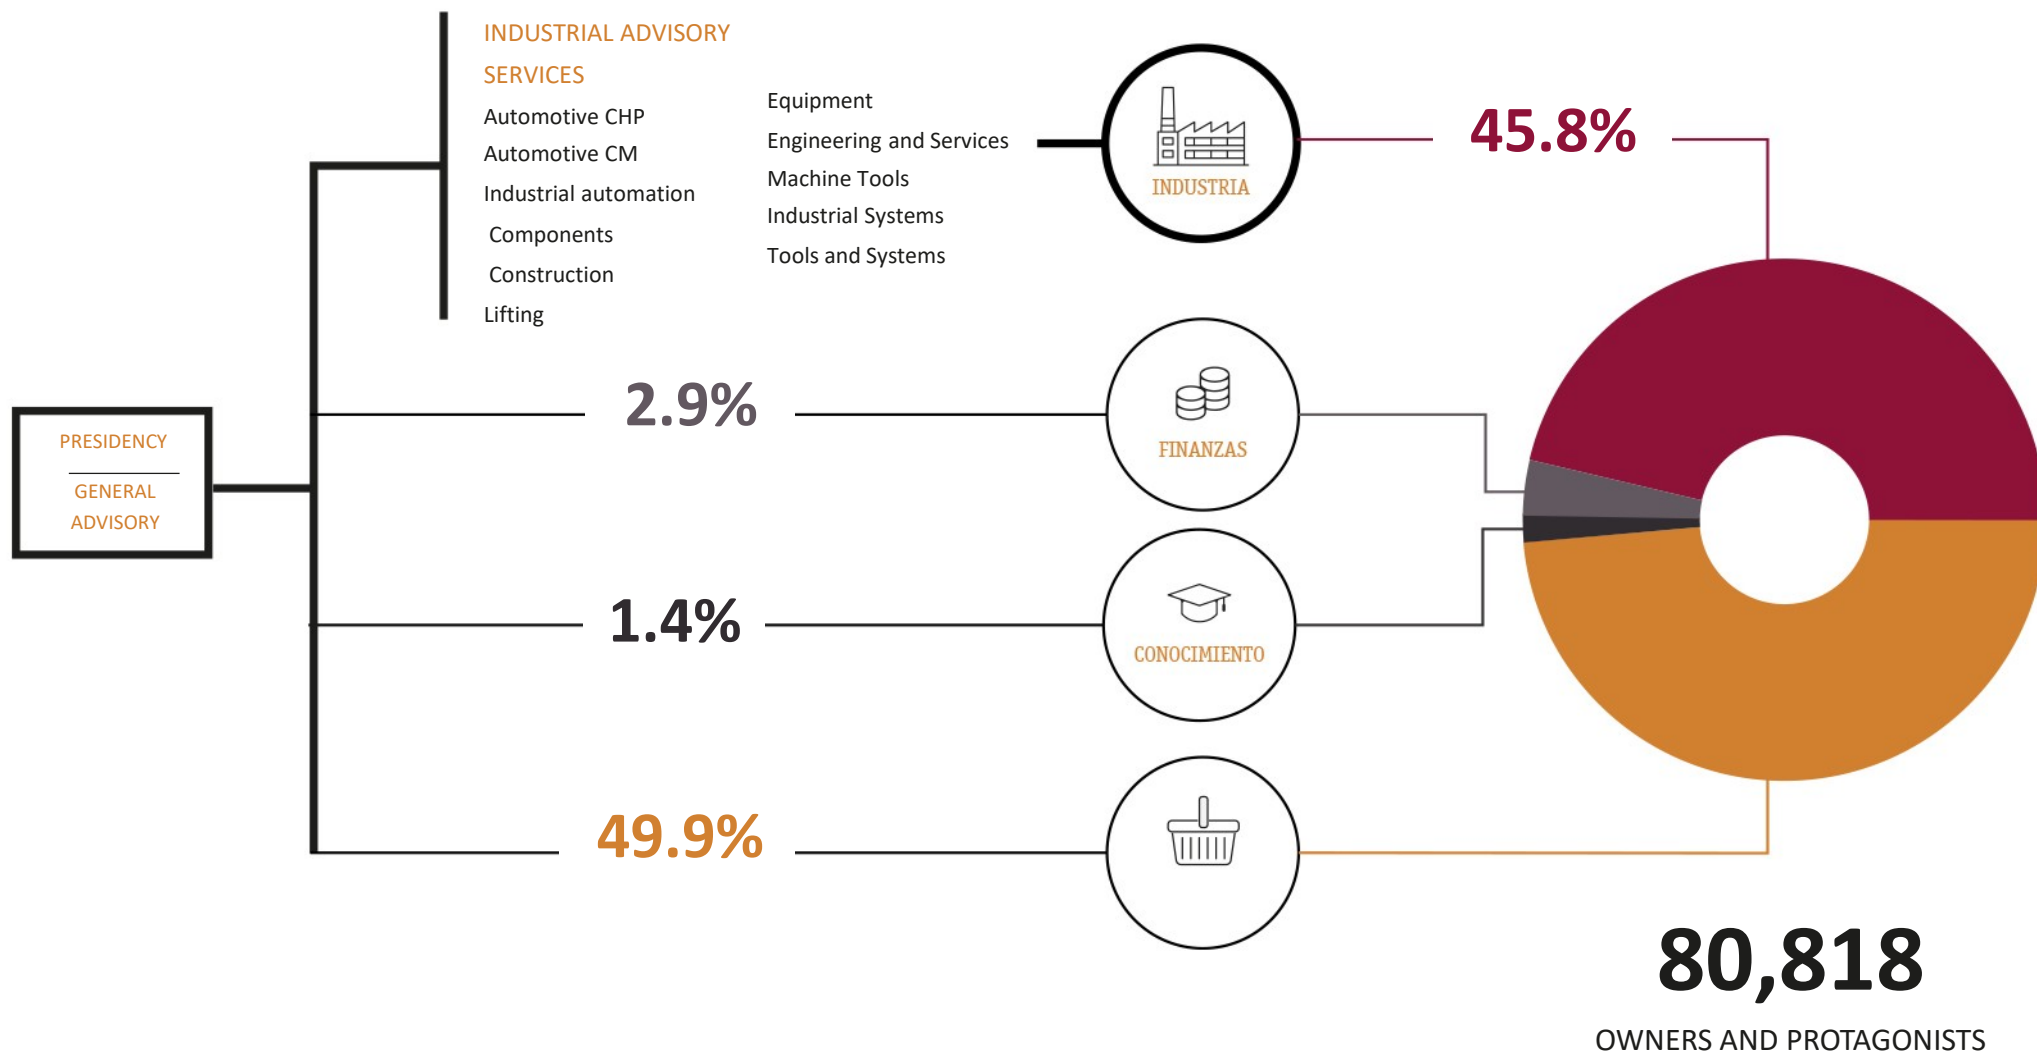 INDUSTRIAL ADVISORY
SERVICES
Automotive CHP
Automotive CM
Industrial automation
Components
Construction
Lifting
Equipment
Engineering and Services
Machine Tools
Industrial Systems
Tools and Systems
INDUSTRIA
45.8%
PRESIDENCY
GENERAL
ADVISORY
2.9%
FINANZAS
1.4%
CONOCIMIENTO
49.9%
80,818
OWNERS AND PROTAGONISTS